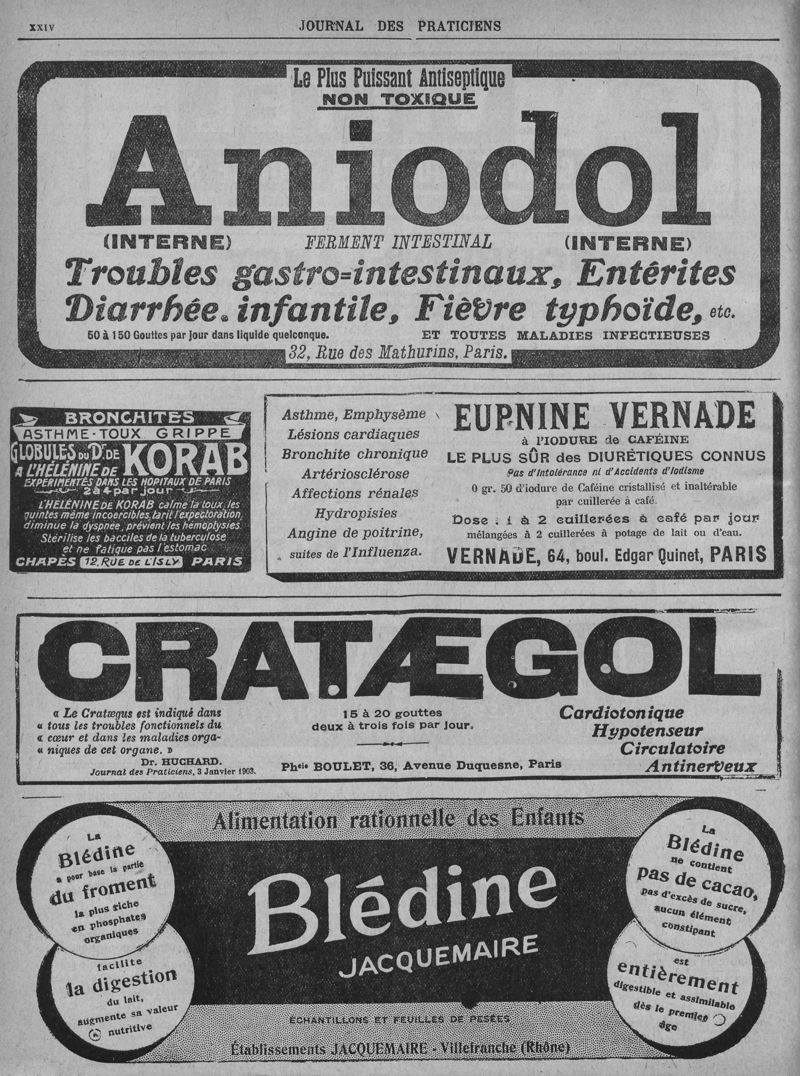 XXIV
JOURNAL DES PRATICIENS
Le Plus Puissant Antiseptique
NON TOXIQUE
Aniodol
(INTERNE) FERMENT INTESTINAL (INTERNE)
Troubles gastro=intestinaux, Entérites
Diarrhée infantile, Fièvre typhoïde, etc.
50 à 150 Gouttes par jour dans liquide quelconque. ET TOUTES MALADIES INFECTIEUSES
32, Rue des Mathurins, Paris.
BRONCHITES
ASTHME·TOUX GRIPPE
GLOBULES DU Dr. DE
A L'HÉLÉNINE DE KORAB
EXPÉRIMENTÉS DANS LES HOPITAUX DE PARIS
2 à 4 par jour
L'HÉLÉNINE DE KORAB calme la toux, les
quintes même incoercibles, tarit l'expectoration,
diminue la dyspnée, prévient les hémoptysies.
Stérilise les bacilles de la tuberculose
et ne fatigue pas l'estomac
CHAPÈS 12, RUE DE L'ISLY PARIS
Asthme, Emphysème
Lésions cardiaques
Bronchite chronique
Artériosclérose
Affections rénales
Hydropisies
Angine de poitrine,
suites de l'Influenza.
EUPNINE VERNADE
à l'IODURE de CAFÉINE
LE PLUS SÛR des DIURÉTIQUES CONNUS
Pas d'Intolérance ni d'Accidents d'Iodisme
0 gr. 50 d'iodure de Caféine cristallisé et inaltérable
par cuillerée à café.
Dose : 1 à 2 cuillerées à café par jour
mélangées à 2 cuillerées à potage de lait ou d'eau.
VERNADE, 64, boul. Edgar Quinet, PARIS
CRATÆGOL
« Le Cratægus est indiqué dans
« tous les troubles fonctionnels du
« cœur et dans les maladies orga-
« niques de cet organe. »
Dr. HUCHARD.
Journal des Praticiens, 3 Janvier 1903.
15 à 20 gouttes
deux à trois fois par jour.
Phcie BOULET, 36, Avenue Duquesne, Paris
Cardiotonique
Hypotenseur
Circulatoire
Antinerveux
Alimentation rationnelle des Enfants
La
Blédine
a pour base la partie
du froment
la plus riche
en phosphates
organiques
facilite
la digestion
du lait,
augmente sa valeur
nutritive
Blédine
JACQUEMAIRE
La
Blédine
ne contient
pas de cacao,
pas d'excès de sucre,
aucun élément
constipant
est
entièrement
digestible et assimilable
dès le premier
âge
ÉCHANTILLONS ET FEUILLES DE PESÉES
Établissements JACQUEMAIRE - Villefranche (Rhône)